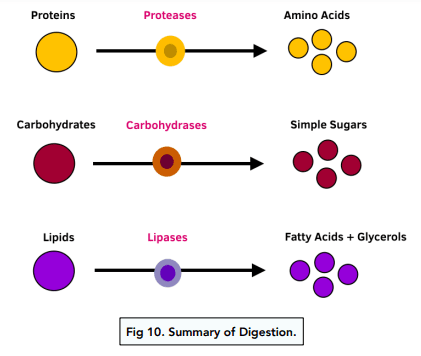 Proteins Proteases Amino Acids
Carbohydrates Carbohydrases Simple Sugars
Lipids Lipases Fatty Acids + Glycerols
Fig 10. Summary of Digestion.